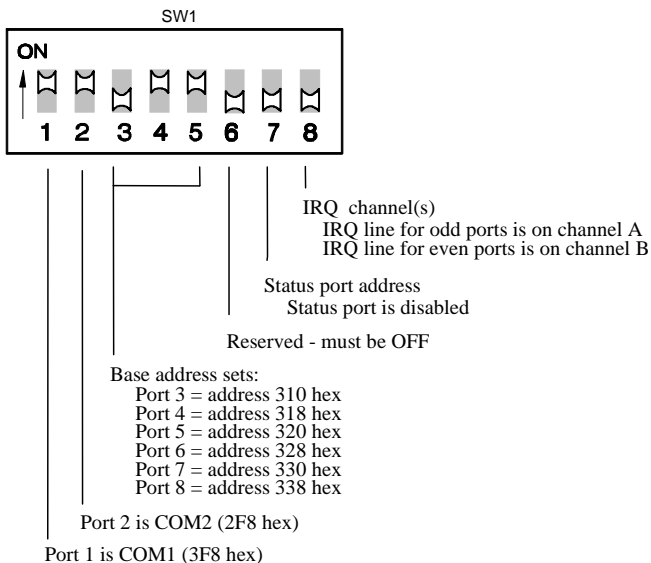 SW1
ON
1 2 3 4 5 6 7 8
IRQ channel(s)
IRQ line for odd ports is on channel A
IRQ line for even ports is on channel B
Status port address
Status port is disabled
Reserved - must be OFF
Base address sets:
Port 3 = address 310 hex
Port 4 = address 318 hex
Port 5 = address 320 hex
Port 6 = address 328 hex
Port 7 = address 330 hex
Port 8 = address 338 hex
Port 2 is COM2 (2F8 hex)
Port 1 is COM1 (3F8 hex)